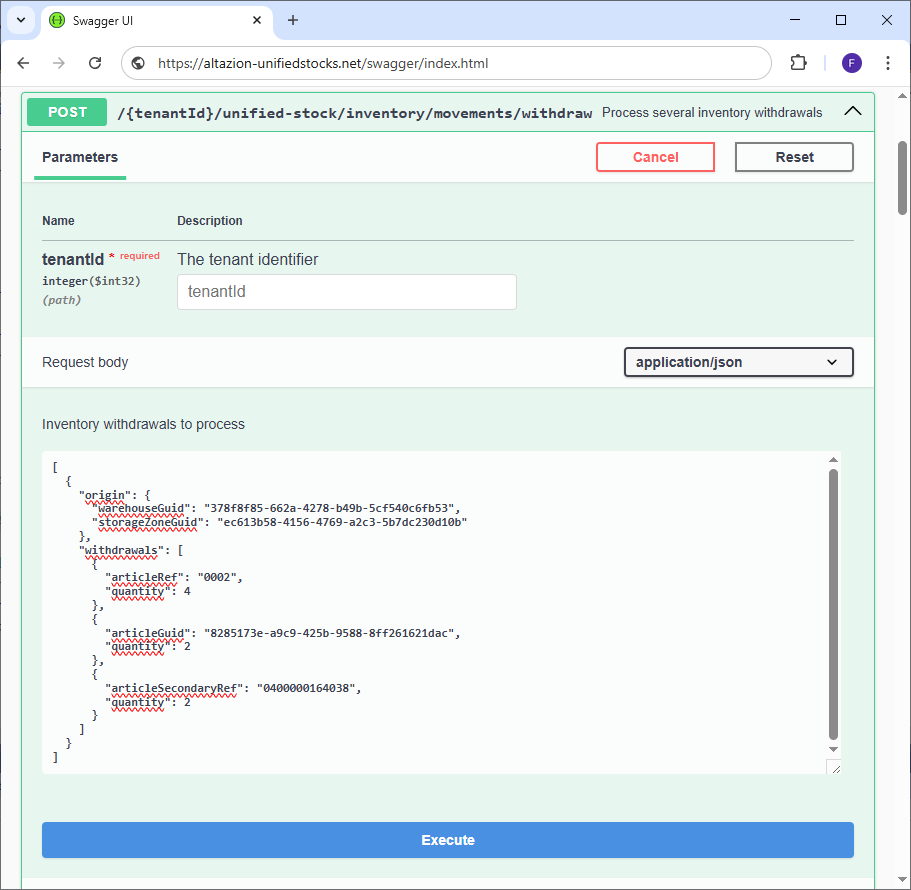 Swagger UI
https://altazion-unifiedstocks.net/swagger/index.html
F
POST /{tenantId}/unified-stock/inventory/movements/withdraw Process several inventory withdrawals
Parameters Cancel Reset
Name Description
tenantId * required The tenant identifier
integer($int32) tenantId
(path)
Request body application/json
Inventory withdrawals to process
[
  {
    "origin": {
      "warehouseGuid": "378f8f85-662a-4278-b49b-5cf540c6fb53",
      "storageZoneGuid": "ec613b58-4156-4769-a2c3-5b7dc230d10b"
    },
    "withdrawals": [
      {
        "articleRef": "0002",
        "quantity": 4
      },
      {
        "articleGuid": "8285173e-a9c9-425b-9588-8ff261621dac",
        "quantity": 2
      },
      {
        "articleSecondaryRef": "0400000164038",
        "quantity": 2
      }
    ]
  }
]
Execute